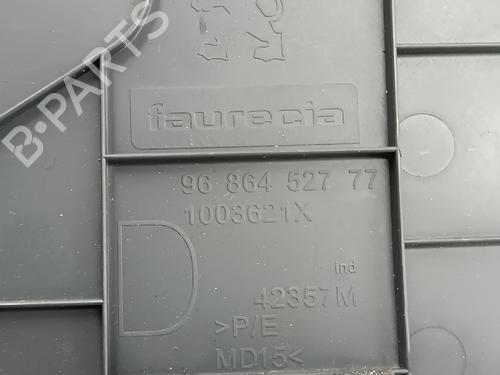 B-PARTS
faurecia
96 864 527 77
1003621X
D
Ind
42357M
>P/E
MD15<